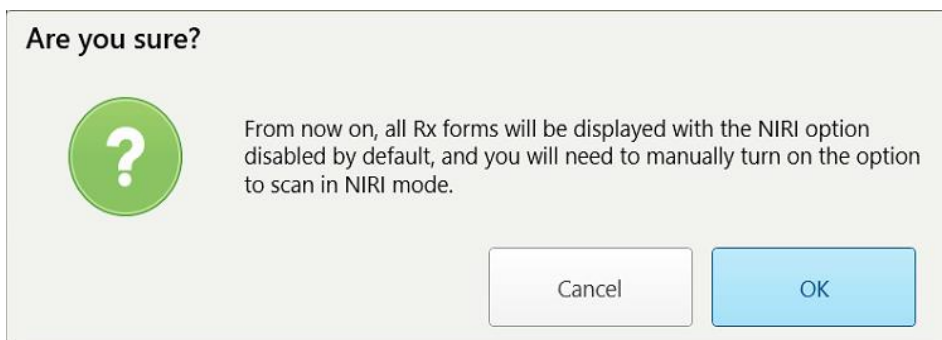 Are you sure?
?
From now on, all Rx forms will be displayed with the NIRI option
disabled by default, and you will need to manually turn on the option
to scan in NIRI mode.
Cancel
OK